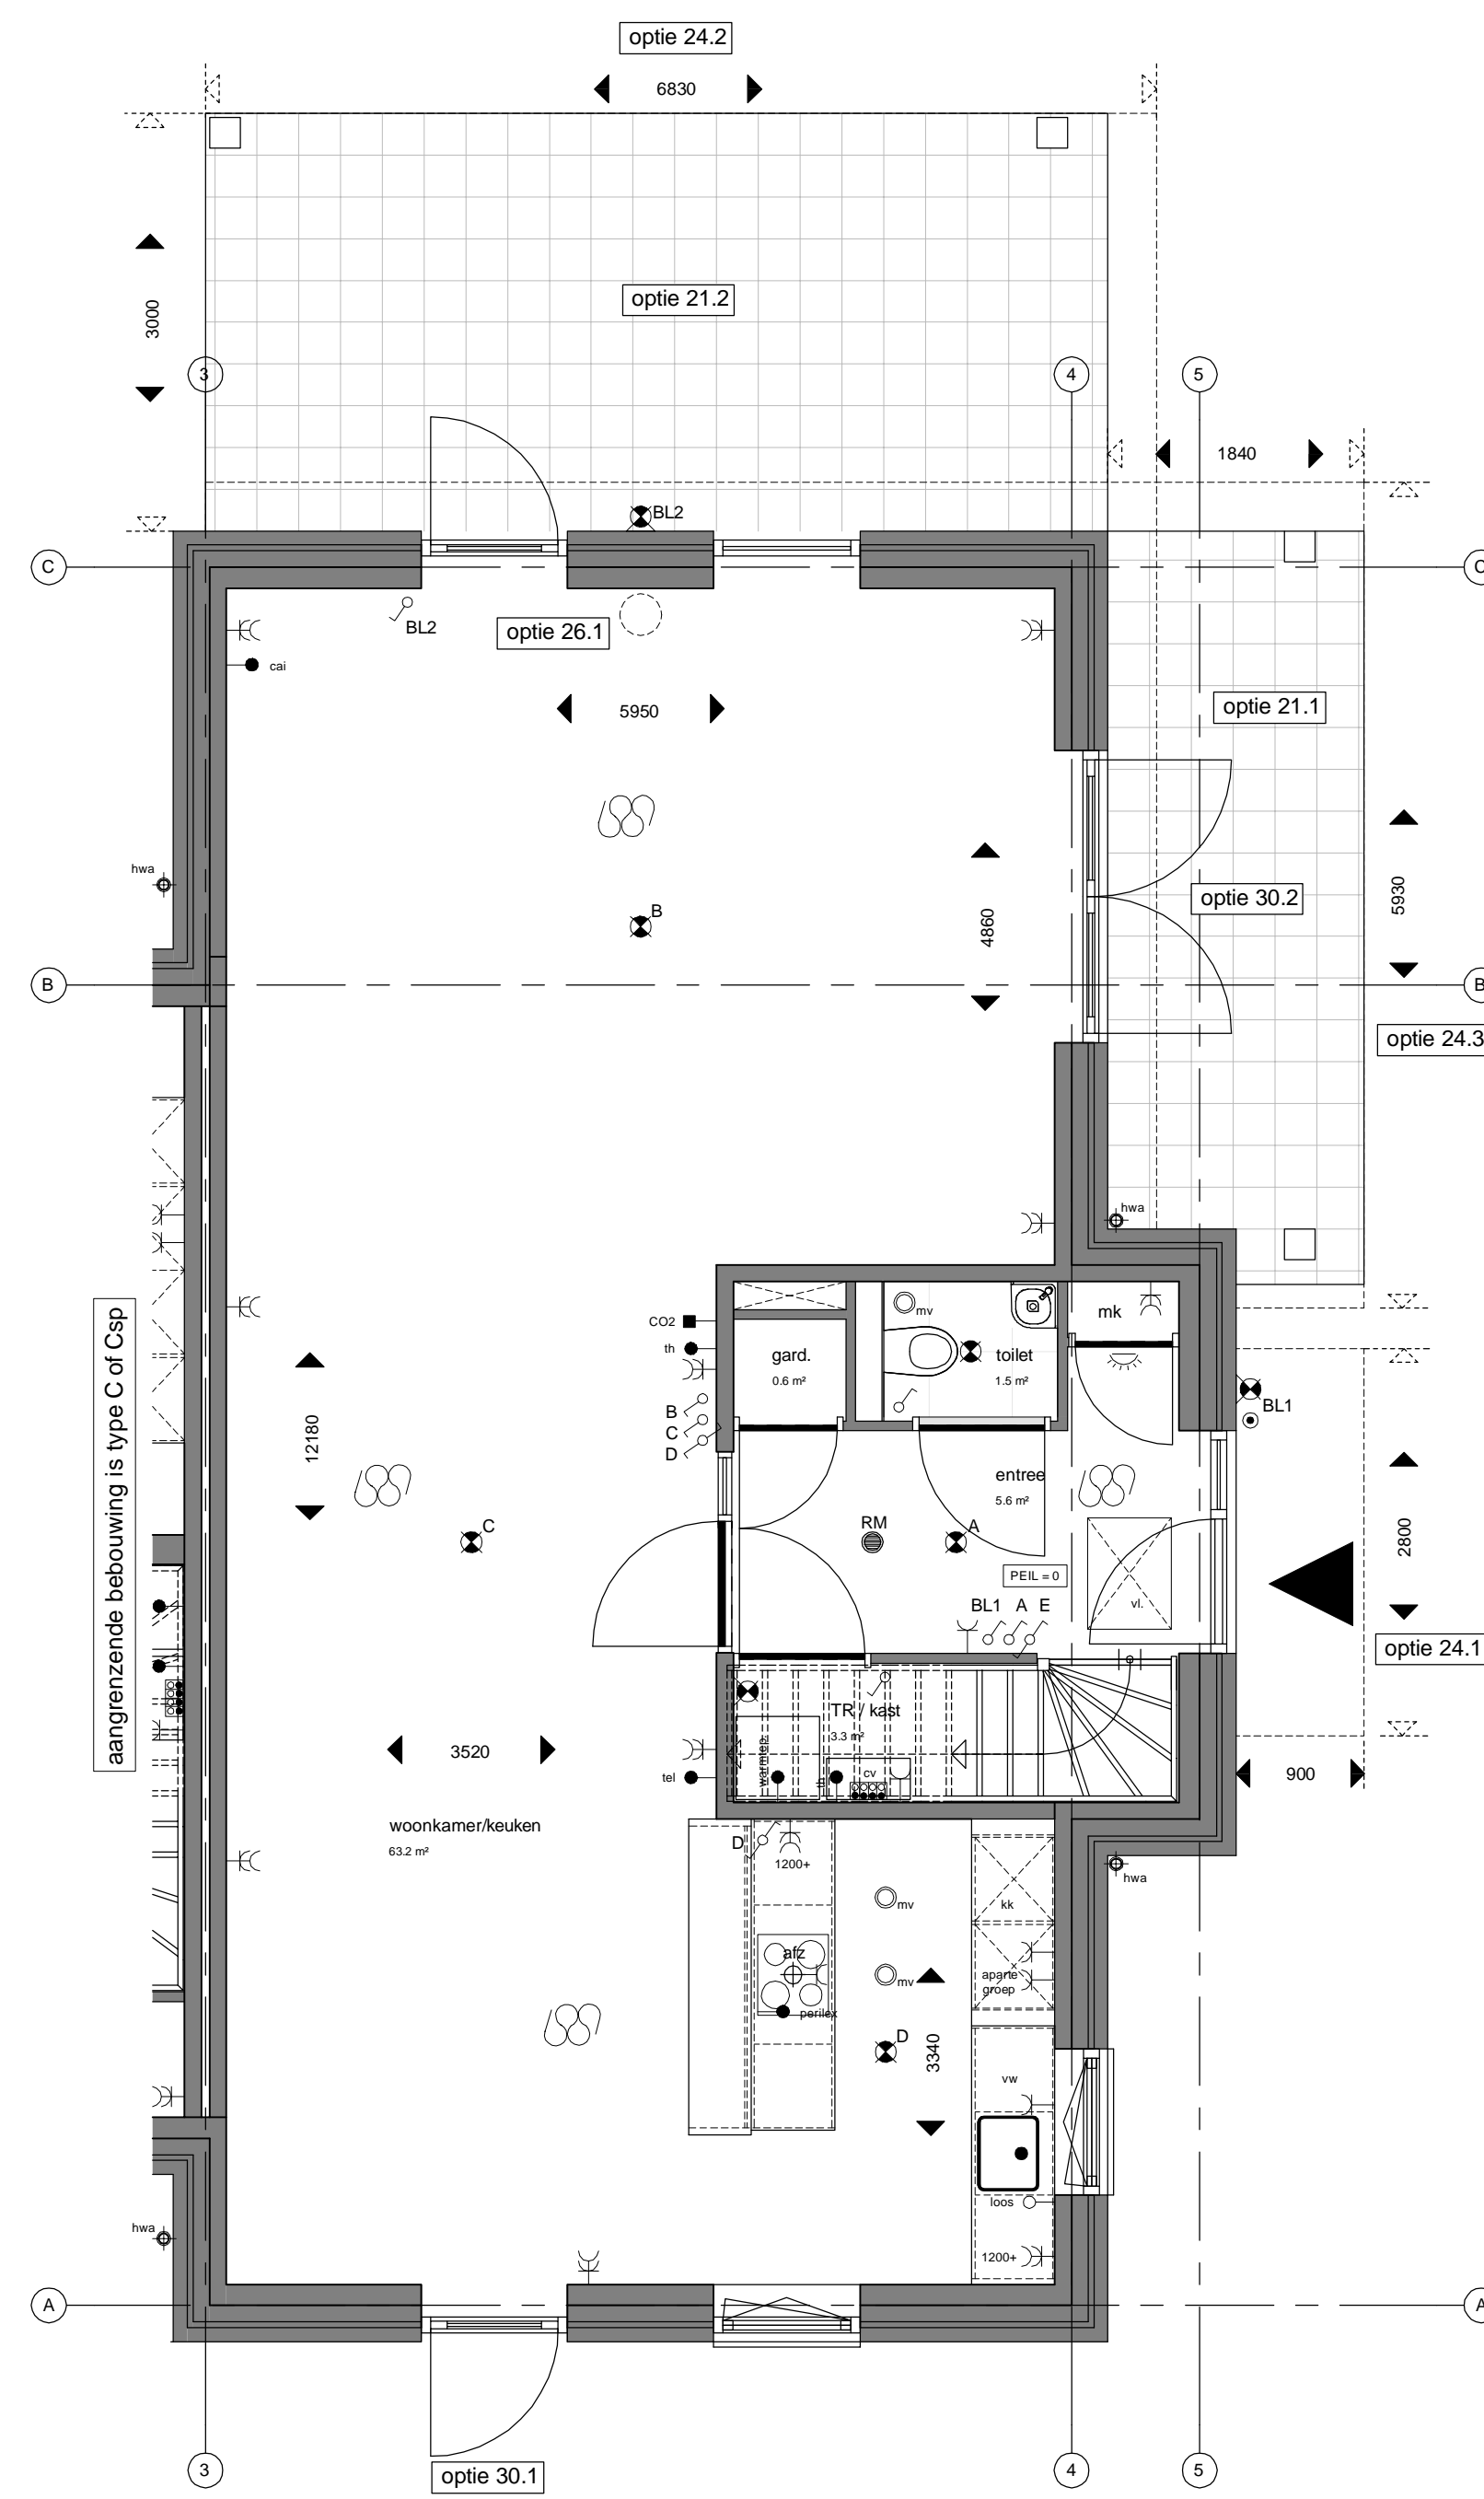 optie 24.2
6830
3000
optie 21.2
3
4
5
1840
BL2
C
C
BL2
optie 26.1
cai
5950
optie 21.1
hwa
B
4860
optie 30.2
5930
B
B
optie 24.3
hwa
aangrenzende bebouwing is type C of Csp
CO2
th
gard.
0.6 m²
mv
toilet
1.5 m²
mk
BL1
B
C
D
12180
entree
5.6 m²
C
RM
A
2800
PEIL = 0
BL1 A E
vl.
optie 24.1
TR / kast
3.3 m²
3520
tel
warmtep.
th
cv
900
woonkamer/keuken
63.2 m²
D
1200+
hwa
mv
kk
afz
mv
aparte
groep
perilex
D
3340
vw
loos
hwa
1200+
A
A
3
4
5
optie 30.1